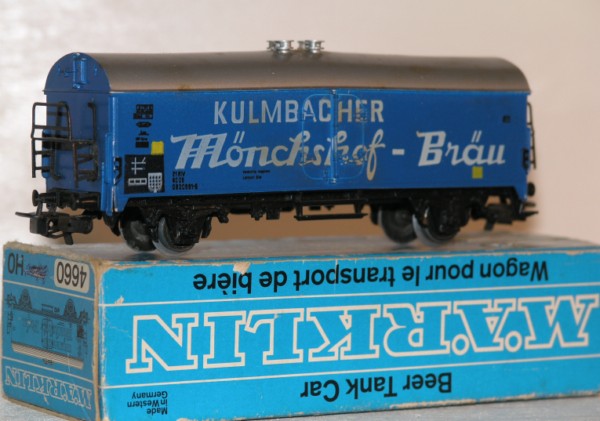 KULMBACHER
Mönchshof - Bräu
4660
HO
Wagon pour le transport de bière
MÄRKLIN
Beer Tank Car
Made
in Western
Germany
MÄRKLIN